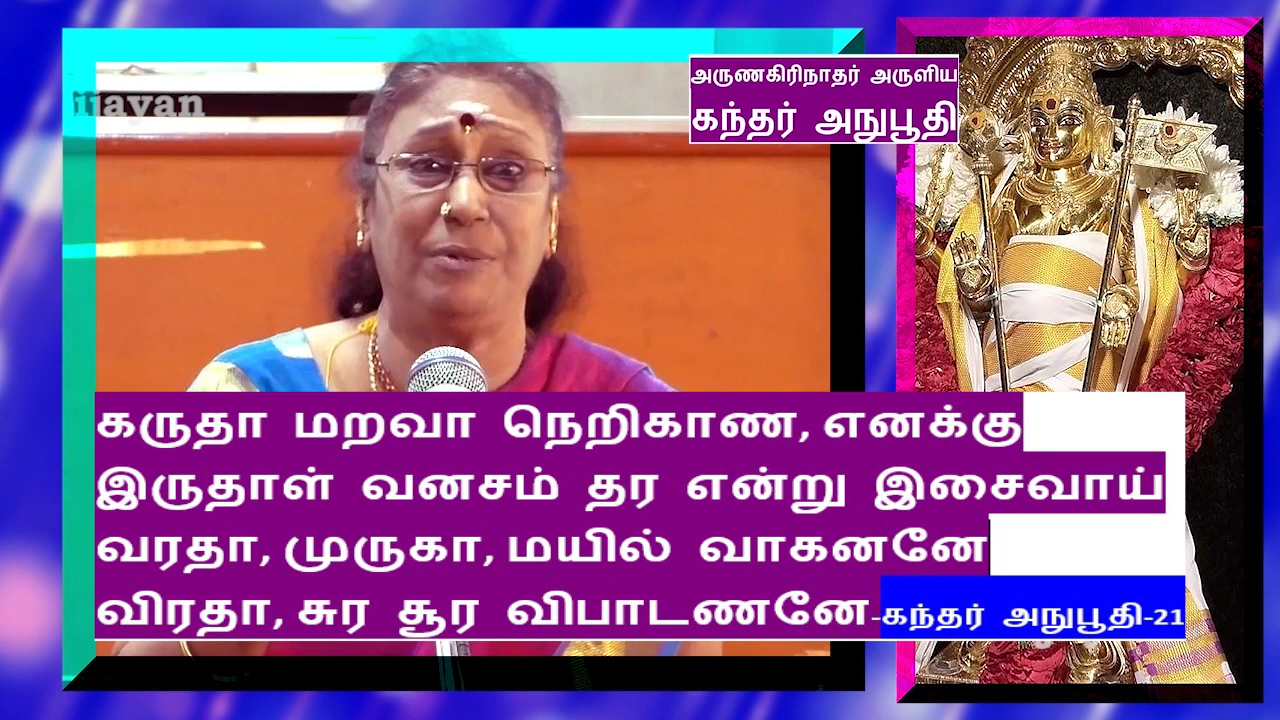 அருணகிரிநாதர் அருளிய
கந்தர் அநுபூதி
கருதா மறவா நெறிகாண, எனக்கு
இருதாள் வனசம் தர என்று இசைவாய்
வரதா, முருகா, மயில் வாகனனே
விரதா, சுர சூர விபாடணனே-கந்தர் அநுபூதி-21